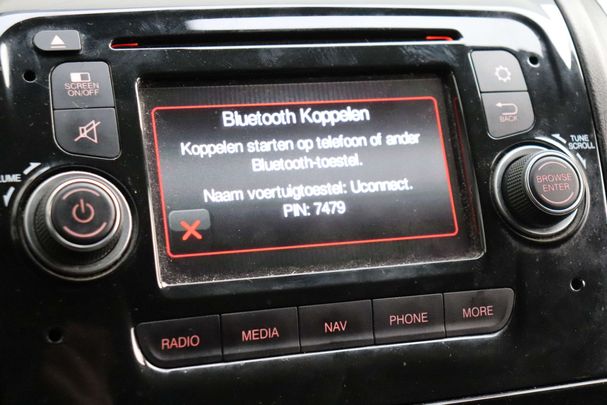 SCREEN
ON/OFF
Bluetooth Koppelen
Koppelen starten op telefoon of ander
Bluetooth-toestel.
Naam voertuigtoestel: Uconnect.
PIN: 7479
BACK
TUNE
SCROLL
BROWSE
ENTER
RADIO
MEDIA
NAV
PHONE
MORE